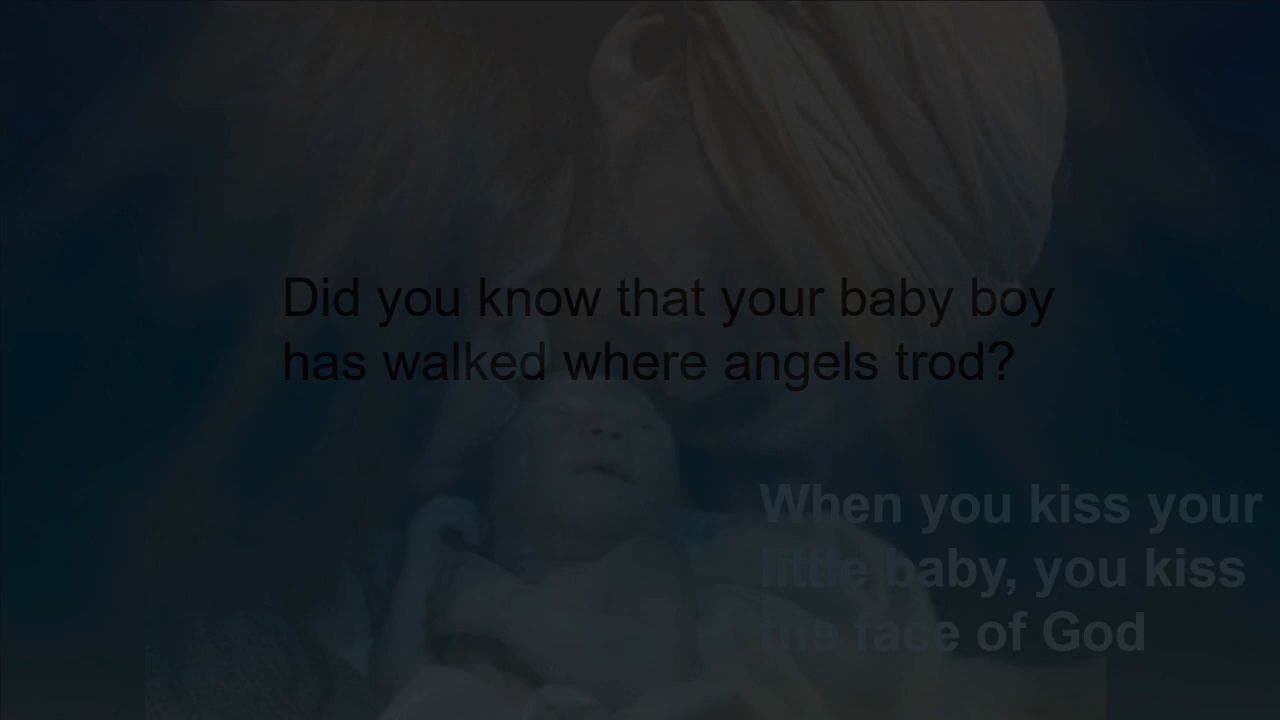 Did you know that your baby boy
has walked where angels trod?
When you kiss your
little baby, you kiss
the face of God